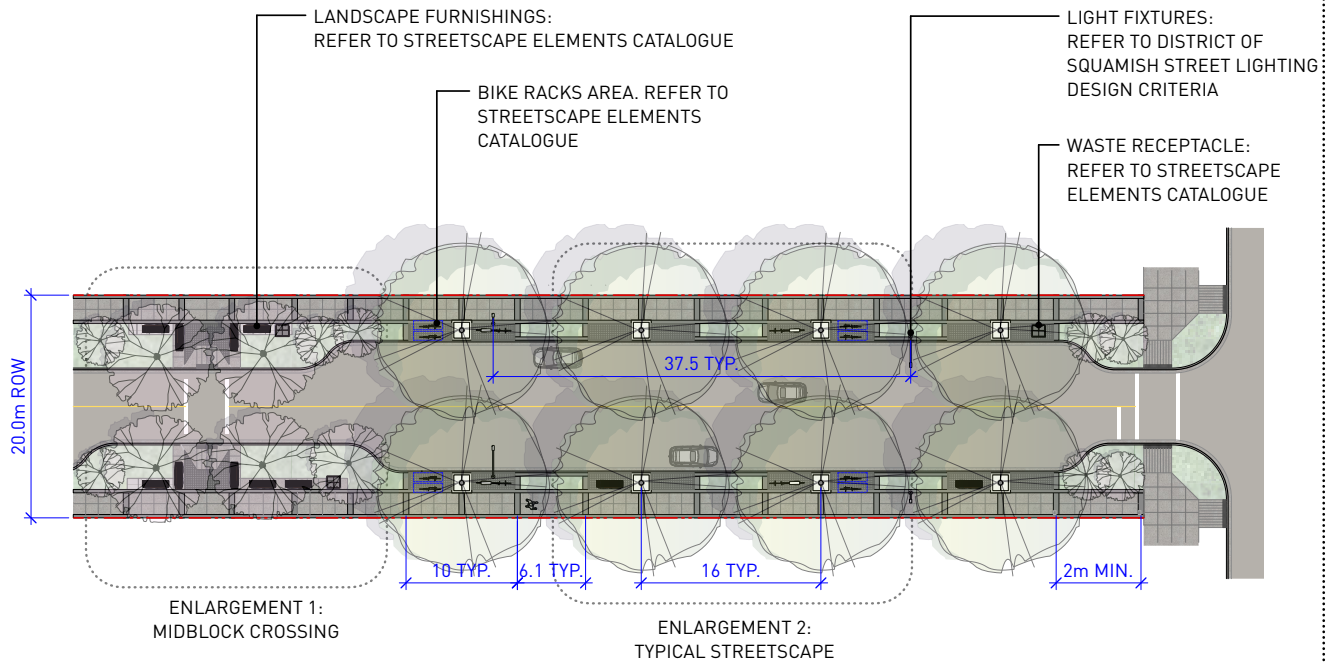 LANDSCAPE FURNISHINGS:
REFER TO STREETSCAPE ELEMENTS CATALOGUE
BIKE RACKS AREA. REFER TO
STREETSCAPE ELEMENTS
CATALOGUE
LIGHT FIXTURES:
REFER TO DISTRICT OF
SQUAMISH STREET LIGHTING
DESIGN CRITERIA
WASTE RECEPTACLE:
REFER TO STREETSCAPE
ELEMENTS CATALOGUE
20.0m ROW
37.5 TYP.
10 TYP.
6.1 TYP.
16 TYP.
2m MIN.
ENLARGEMENT 1:
MIDBLOCK CROSSING
ENLARGEMENT 2:
TYPICAL STREETSCAPE